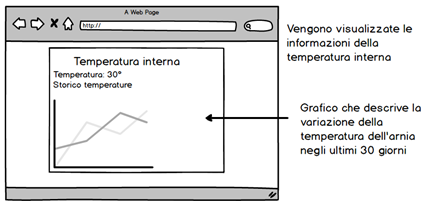 A Web Page
http://
Temperatura interna
Temperatura: 30°
Storico temperature
Vengono visualizzate le
informazioni della
temperatura interna
Grafico che descrive la
variazione della
temperatura dell'arnia
negli ultimi 30 giorni